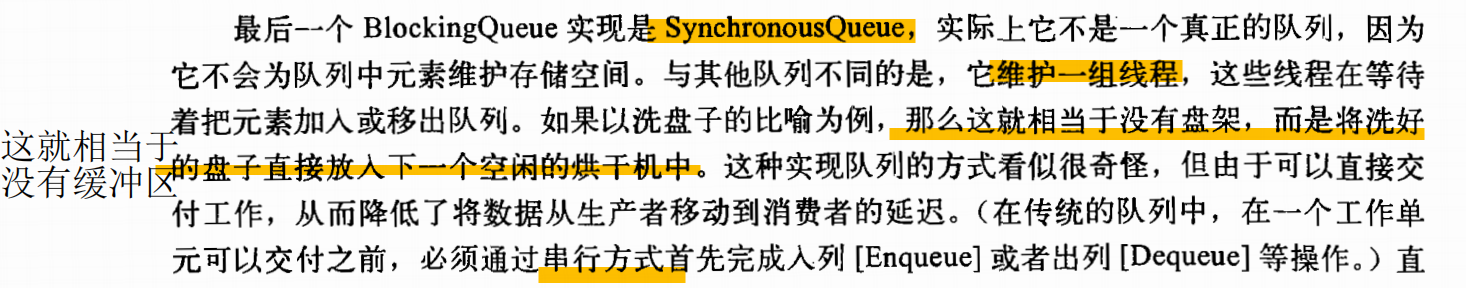 最后一个 BlockingQueue 实现是 SynchronousQueue，实际上它不是一个真正的队列，因为
它不会为队列中元素维护存储空间。与其他队列不同的是，它维护一组线程，这些线程在等待
着把元素加入或移出队列。如果以洗盘子的比喻为例，那么这就相当于没有盘架，而是将洗好
的盘子直接放入下一个空闲的烘干机中。这种实现队列的方式看似很奇怪，但由于可以直接交
付工作，从而降低了将数据从生产者移动到消费者的延迟。（在传统的队列中，在一个工作单
元可以交付之前，必须通过串行方式首先完成入列 [Enqueue] 或者出列 [Dequeue] 等操作。）直
这就相当于
没有缓冲区